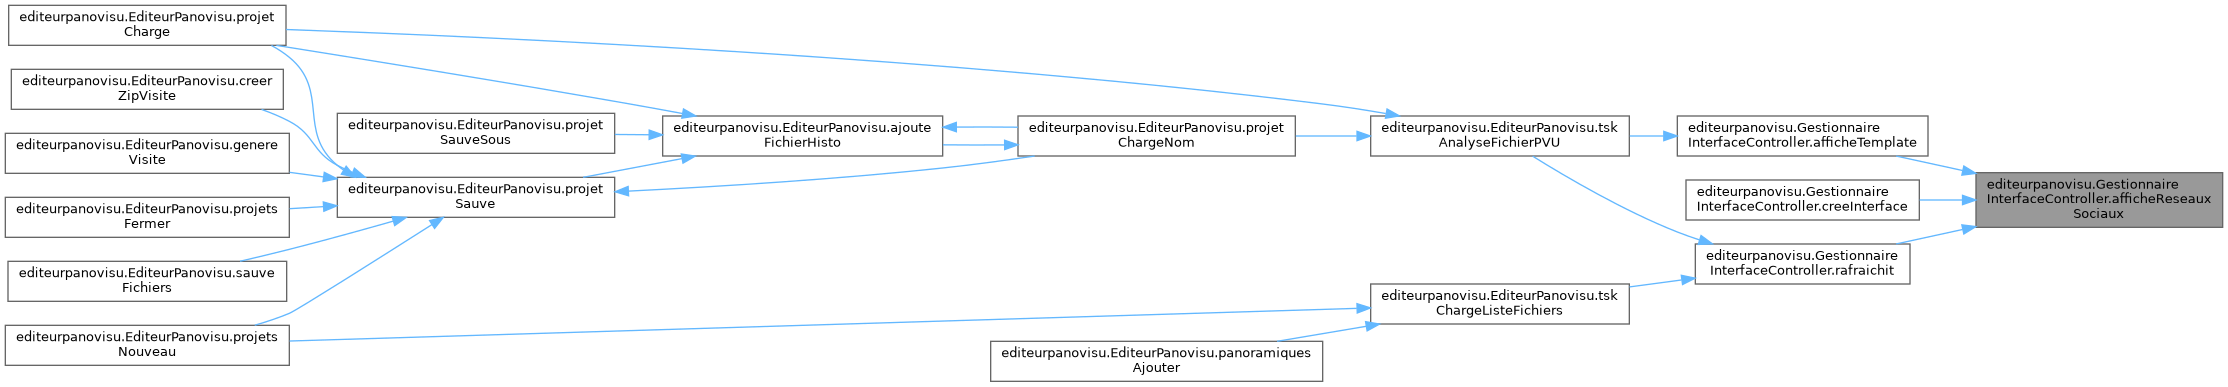 editeurpanovisu.EditeurPanovisu.projet
Charge
editeurpanovisu.EditeurPanovisu.creer
ZipVisite
editeurpanovisu.EditeurPanovisu.genere
Visite
editeurpanovisu.EditeurPanovisu.projets
Fermer
editeurpanovisu.EditeurPanovisu.sauve
Fichiers
editeurpanovisu.EditeurPanovisu.projets
Nouveau
editeurpanovisu.EditeurPanovisu.projet
SauveSous
editeurpanovisu.EditeurPanovisu.projet
Sauve
editeurpanovisu.EditeurPanovisu.ajoute
FichierHisto
editeurpanovisu.EditeurPanovisu.projet
ChargeNom
editeurpanovisu.EditeurPanovisu.panoramiques
Ajouter
editeurpanovisu.EditeurPanovisu.tsk
AnalyseFichierPVU
editeurpanovisu.EditeurPanovisu.tsk
ChargeListeFichiers
editeurpanovisu.Gestionnaire
InterfaceController.afficheTemplate
editeurpanovisu.Gestionnaire
InterfaceController.creeInterface
editeurpanovisu.Gestionnaire
InterfaceController.rafraichit
editeurpanovisu.Gestionnaire
InterfaceController.afficheReseaux
Sociaux